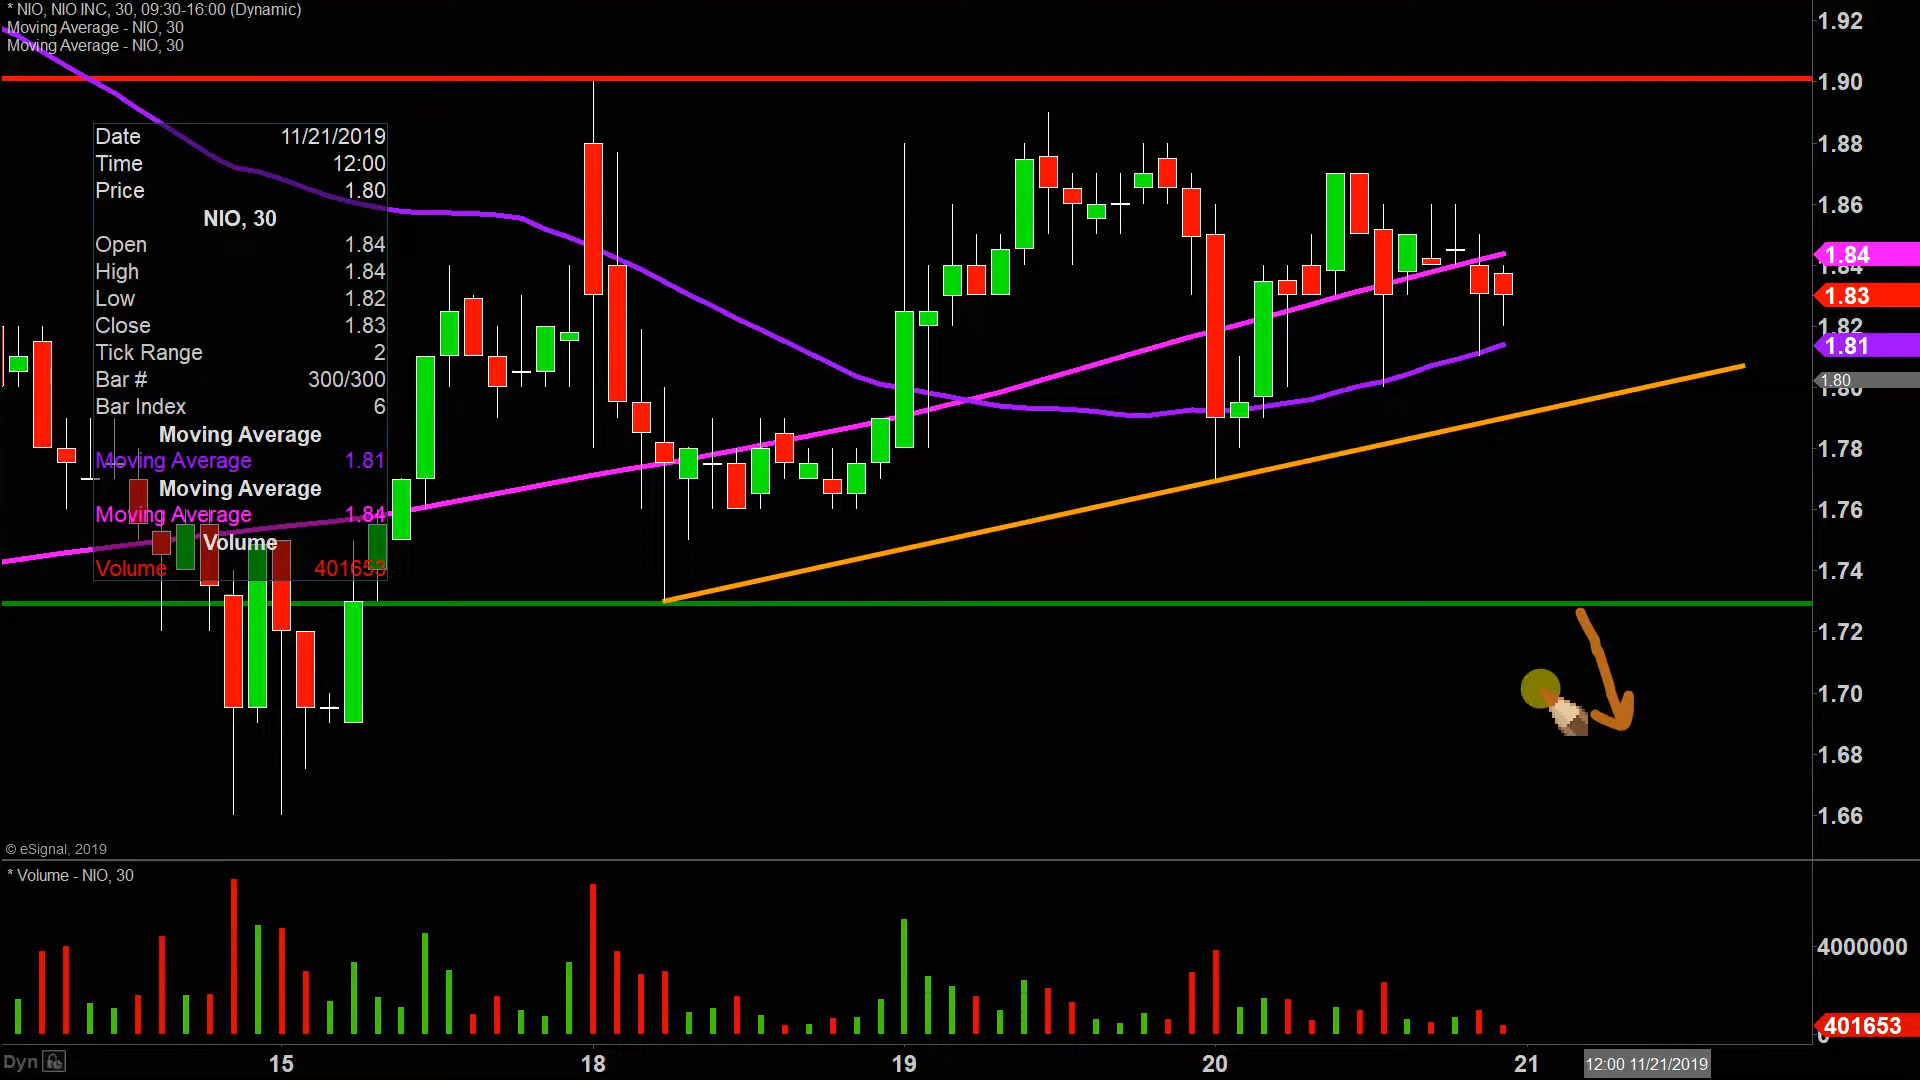 * NIO, NIO INC, 30, 09:30-16:00 (Dynamic)
Moving Average - NIO, 30
Moving Average - NIO, 30
Date 11/21/2019
Time 12:00
Price 1.80
NIO, 30
Open 1.84
High 1.84
Low 1.82
Close 1.83
Tick Range 2
Bar # 300/300
Bar Index 6
Moving Average
Moving Average 1.81
Moving Average
Moving Average 1.84
Volume
Volume 401653
1.92
1.90
1.88
1.86
1.84
1.84
1.83
1.82
1.81
1.80
1.80
1.78
1.76
1.74
1.72
1.70
1.68
1.66
© eSignal, 2019
* Volume - NIO, 30
4000000
401653
0
Dyn 15 18 19 20 21 12:00 11/21/2019